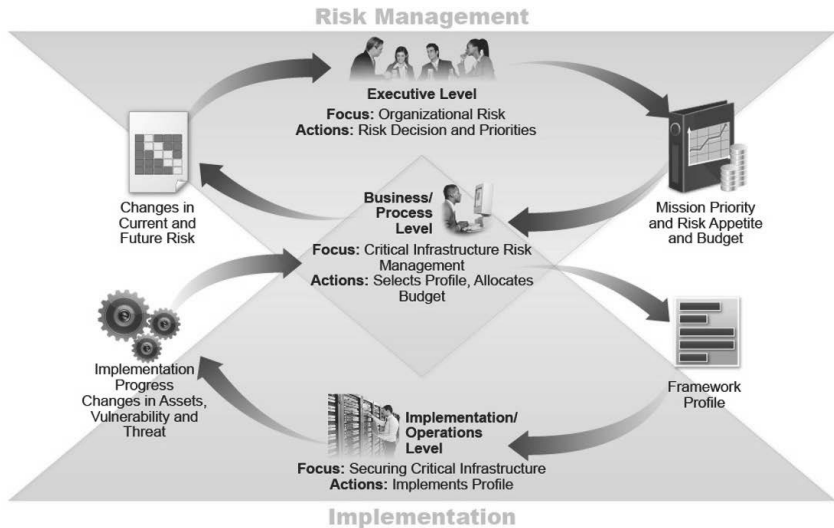 Risk Management
Executive Level
Focus: Organizational Risk
Actions: Risk Decision and Priorities
Changes in
Current and
Future Risk
Mission Priority
and Risk Appetite
and Budget
Business/
Process
Level
Focus: Critical Infrastructure Risk
Management
Actions: Selects Profile, Allocates
Budget
Implementation
Progress
Changes in Assets,
Vulnerability and
Threat
Framework
Profile
Implementation/
Operations
Level
Focus: Securing Critical Infrastructure
Actions: Implements Profile
Implementation